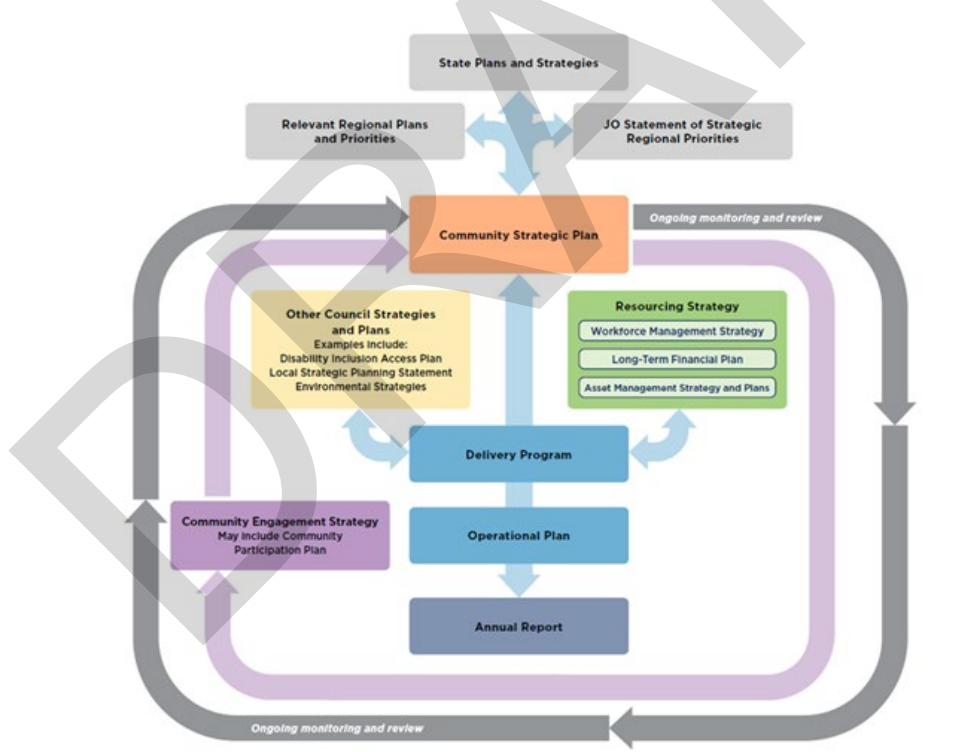 State Plans and Strategies
Relevant Regional Plans
and Priorities
JO Statement of Strategic
Regional Priorities
Community Strategic Plan
Ongoing monitoring and review
Other Council Strategies
and Plans
Examples Include:
Disability Inclusion Access Plan
Local Strategic Planning Statement
Environmental Strategies
Resourcing Strategy
Workforce Management Strategy
Long-Term Financial Plan
Asset Management Strategy and Plans
Delivery Program
Community Engagement Strategy
May Include Community
Participation Plan
Operational Plan
Annual Report
Ongoing monitoring and review
DRA